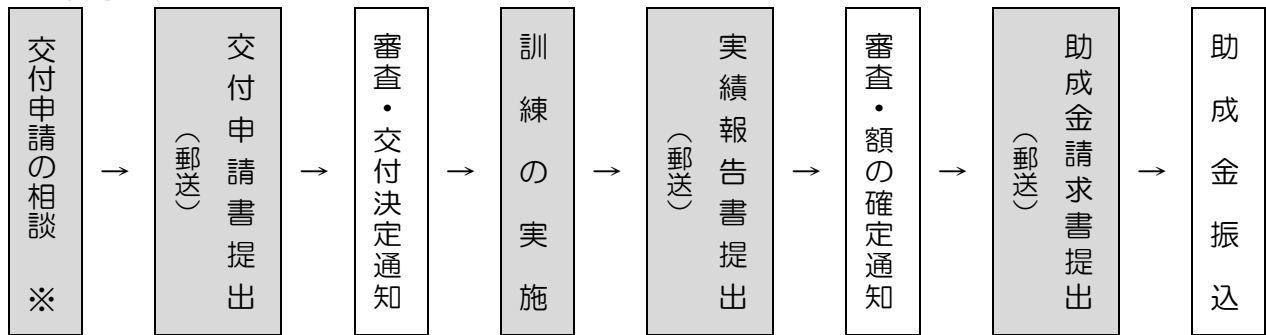 交付申請の相談　※
→
交付申請書提出
（郵送）
→
審査・交付決定通知
→
訓練の実施
→
実績報告書提出
（郵送）
→
審査・額の確定通知
→
助成金請求書提出
（郵送）
→
助成金振込